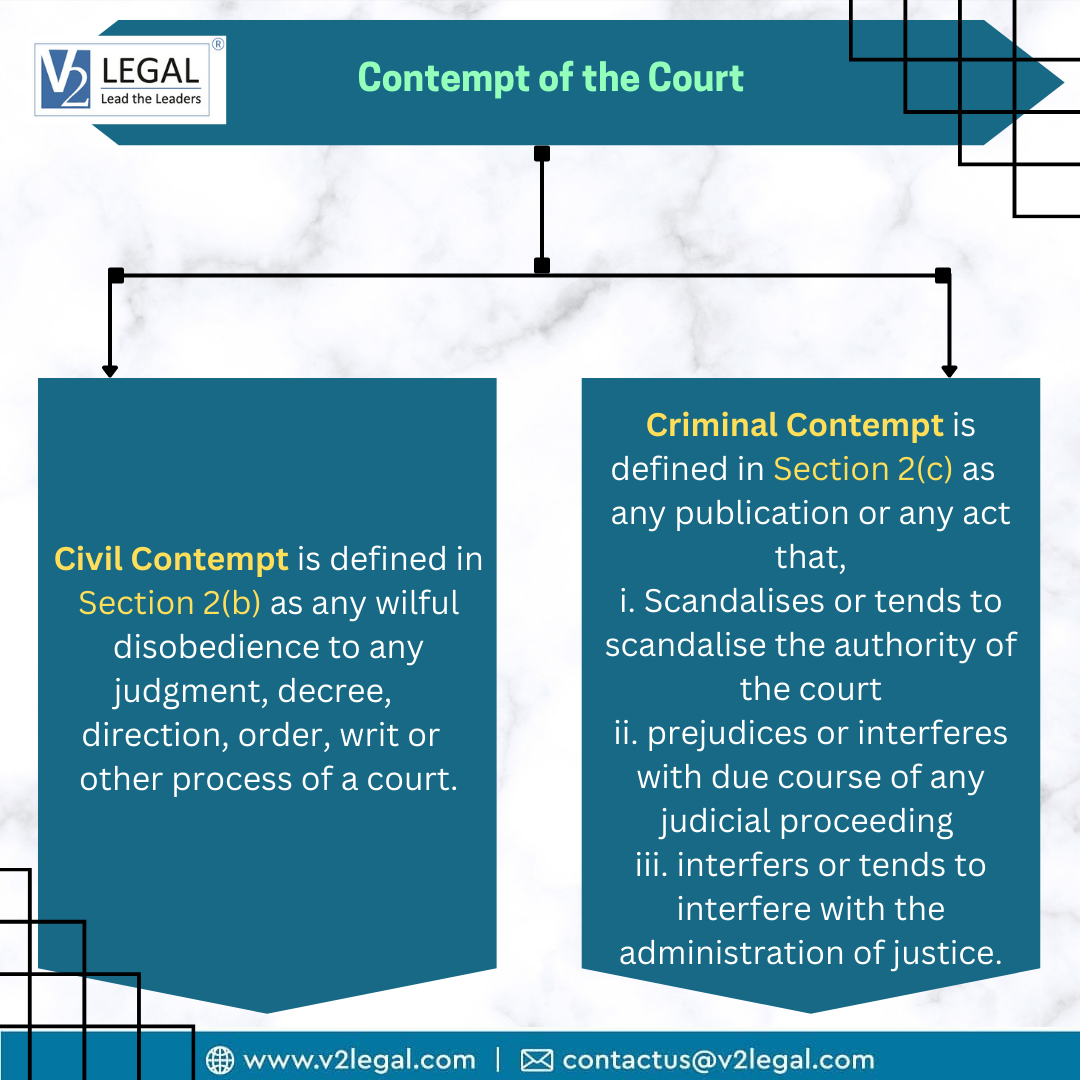 V2 LEGAL ®
Lead the Leaders
Contempt of the Court
Civil Contempt is defined in
Section 2(b) as any wilful
disobedience to any
judgment, decree,
direction, order, writ or
other process of a court.
Criminal Contempt is
defined in Section 2(c) as
any publication or any act
that,
i. Scandalises or tends to
scandalise the authority of
the court
ii. prejudices or interferes
with due course of any
judicial proceeding
iii. interfers or tends to
interfere with the
administration of justice.
www.v2legal.com | contactus@v2legal.com